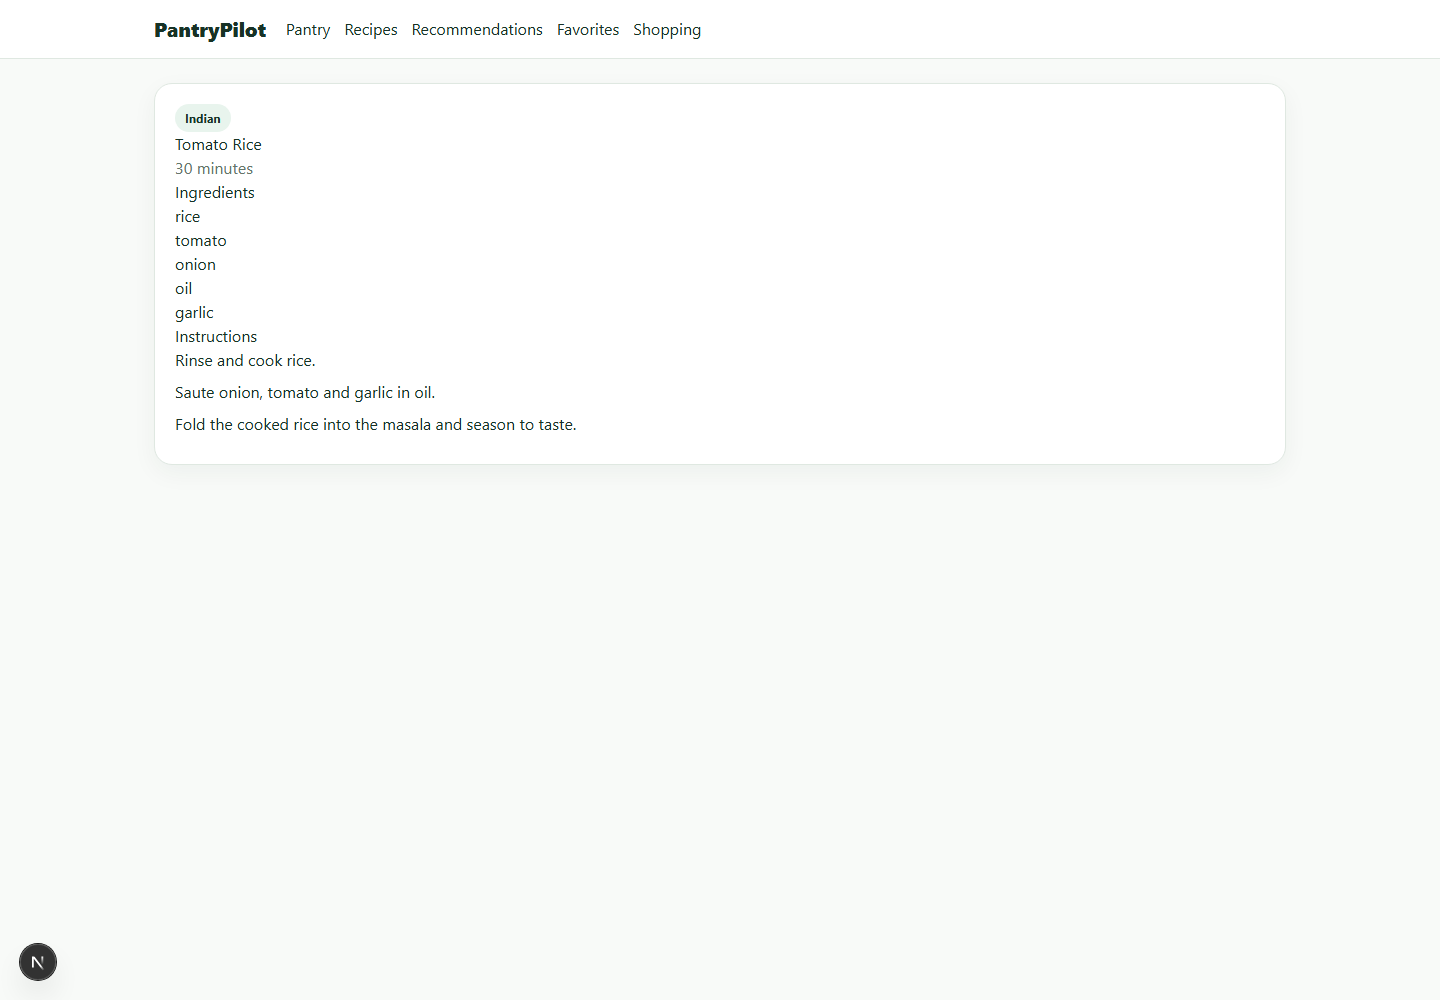 PantryPilot Pantry Recipes Recommendations Favorites Shopping
Indian
Tomato Rice
30 minutes
Ingredients
rice
tomato
onion
oil
garlic
Instructions
Rinse and cook rice.
Saute onion, tomato and garlic in oil.
Fold the cooked rice into the masala and season to taste.
N